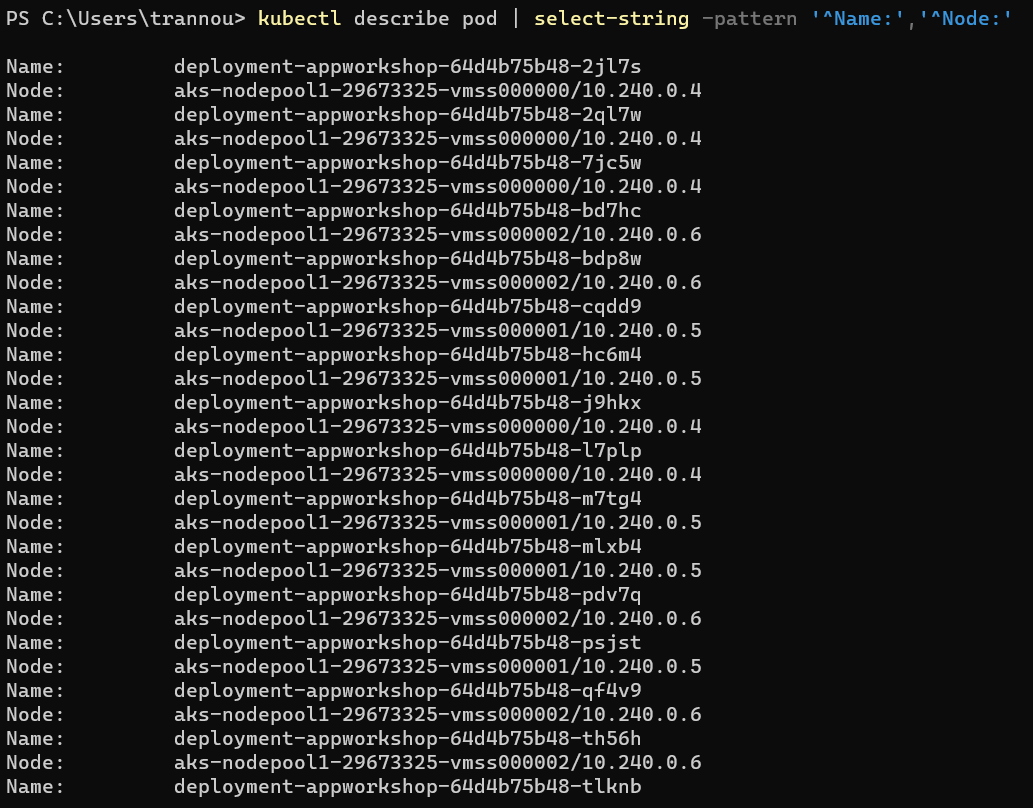 PS C:\Users\trannou> kubectl describe pod | select-string -pattern '^Name:','^Node:'
Name:         deployment-appworkshop-64d4b75b48-2jl7s
Node:         aks-nodepool1-29673325-vmss000000/10.240.0.4
Name:         deployment-appworkshop-64d4b75b48-2ql7w
Node:         aks-nodepool1-29673325-vmss000000/10.240.0.4
Name:         deployment-appworkshop-64d4b75b48-7jc5w
Node:         aks-nodepool1-29673325-vmss000000/10.240.0.4
Name:         deployment-appworkshop-64d4b75b48-bd7hc
Node:         aks-nodepool1-29673325-vmss000002/10.240.0.6
Name:         deployment-appworkshop-64d4b75b48-bdp8w
Node:         aks-nodepool1-29673325-vmss000002/10.240.0.6
Name:         deployment-appworkshop-64d4b75b48-cqdd9
Node:         aks-nodepool1-29673325-vmss000001/10.240.0.5
Name:         deployment-appworkshop-64d4b75b48-hc6m4
Node:         aks-nodepool1-29673325-vmss000001/10.240.0.5
Name:         deployment-appworkshop-64d4b75b48-j9hkx
Node:         aks-nodepool1-29673325-vmss000000/10.240.0.4
Name:         deployment-appworkshop-64d4b75b48-l7plp
Node:         aks-nodepool1-29673325-vmss000000/10.240.0.4
Name:         deployment-appworkshop-64d4b75b48-m7tg4
Node:         aks-nodepool1-29673325-vmss000001/10.240.0.5
Name:         deployment-appworkshop-64d4b75b48-mlxb4
Node:         aks-nodepool1-29673325-vmss000001/10.240.0.5
Name:         deployment-appworkshop-64d4b75b48-pdv7q
Node:         aks-nodepool1-29673325-vmss000002/10.240.0.6
Name:         deployment-appworkshop-64d4b75b48-psjst
Node:         aks-nodepool1-29673325-vmss000001/10.240.0.5
Name:         deployment-appworkshop-64d4b75b48-qf4v9
Node:         aks-nodepool1-29673325-vmss000002/10.240.0.6
Name:         deployment-appworkshop-64d4b75b48-th56h
Node:         aks-nodepool1-29673325-vmss000002/10.240.0.6
Name:         deployment-appworkshop-64d4b75b48-tlknb